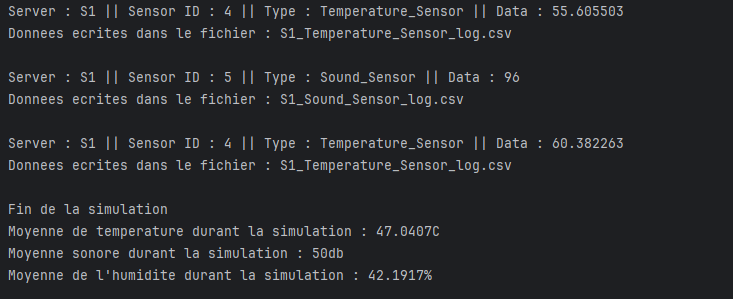 Server : S1 || Sensor ID : 4 || Type : Temperature_Sensor || Data : 55.605503
Donnees ecrites dans le fichier : S1_Temperature_Sensor_log.csv
Server : S1 || Sensor ID : 5 || Type : Sound_Sensor || Data : 96
Donnees ecrites dans le fichier : S1_Sound_Sensor_log.csv
Server : S1 || Sensor ID : 4 || Type : Temperature_Sensor || Data : 60.382263
Donnees ecrites dans le fichier : S1_Temperature_Sensor_log.csv
Fin de la simulation
Moyenne de temperature durant la simulation : 47.0407C
Moyenne sonore durant la simulation : 50db
Moyenne de l'humidite durant la simulation : 42.1917%